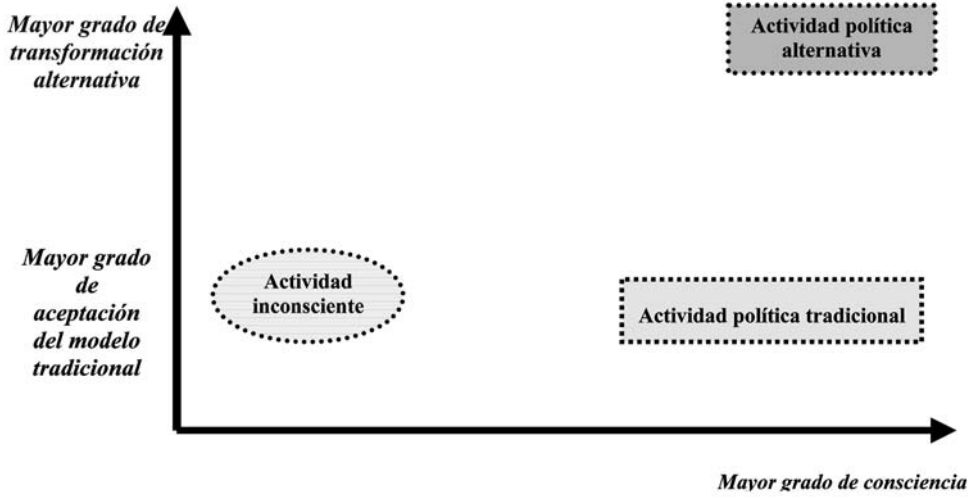 Mayor grado de
transformación
alternativa
Actividad política
alternativa
Mayor grado
de
aceptación
del modelo
tradicional
Actividad
inconsciente
Actividad política tradicional
Mayor grado de consciencia